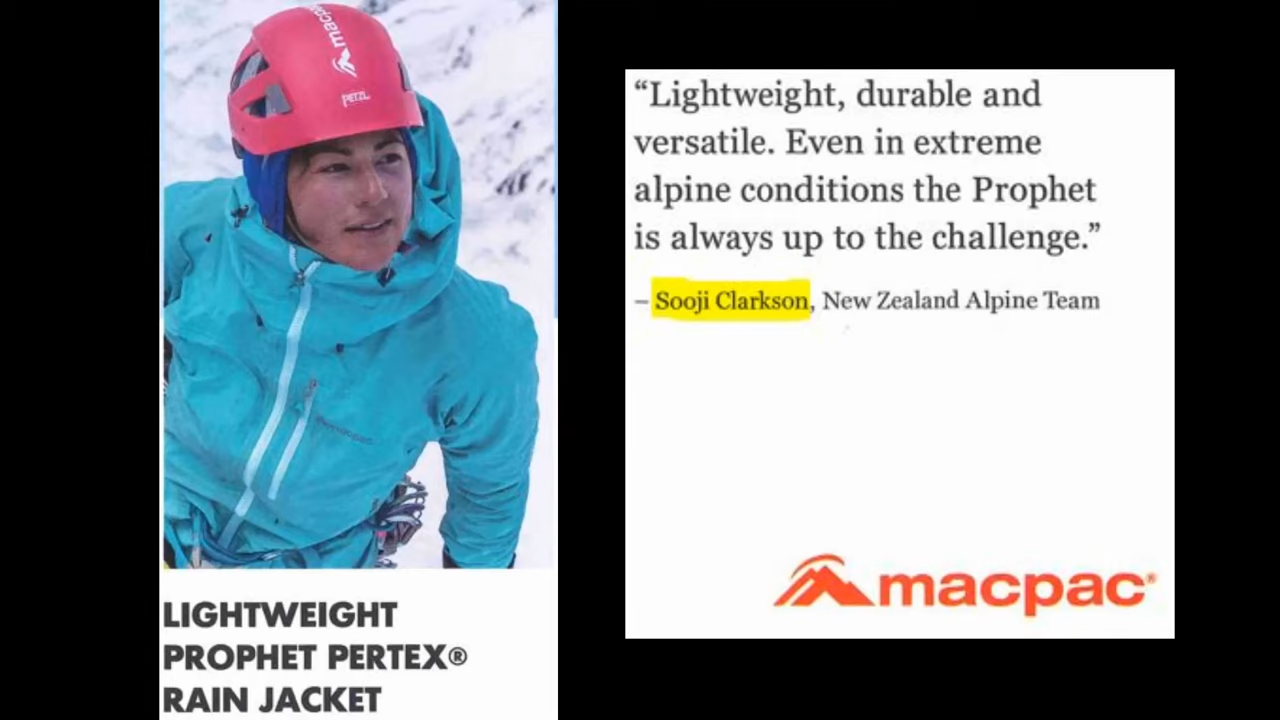 macpac
PETZL
LIGHTWEIGHT
PROPHET PERTEX®
RAIN JACKET
“Lightweight, durable and
versatile. Even in extreme
alpine conditions the Prophet
is always up to the challenge.”
– Sooji Clarkson, New Zealand Alpine Team
macpac®